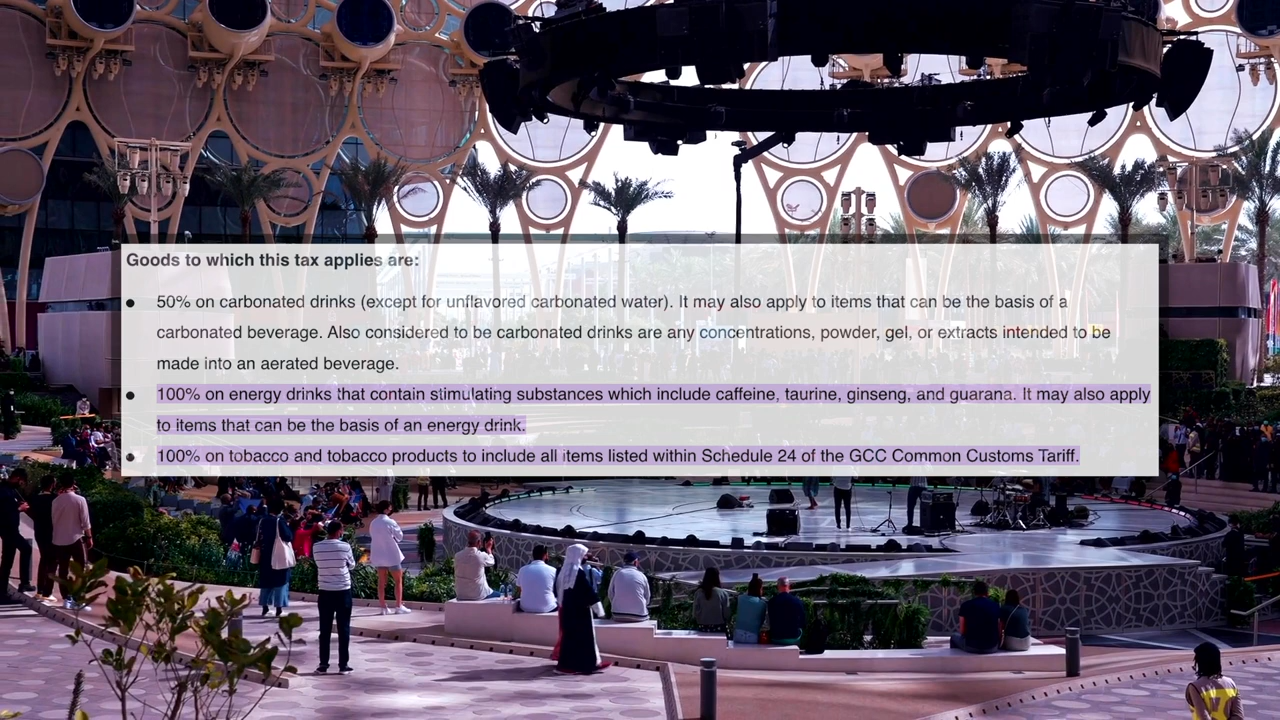 Goods to which this tax applies are:
● 50% on carbonated drinks (except for unflavored carbonated water). It may also apply to items that can be the basis of a
carbonated beverage. Also considered to be carbonated drinks are any concentrations, powder, gel, or extracts intended to be
made into an aerated beverage.
● 100% on energy drinks that contain stimulating substances which include caffeine, taurine, ginseng, and guarana. It may also apply
to items that can be the basis of an energy drink.
● 100% on tobacco and tobacco products to include all items listed within Schedule 24 of the GCC Common Customs Tariff.